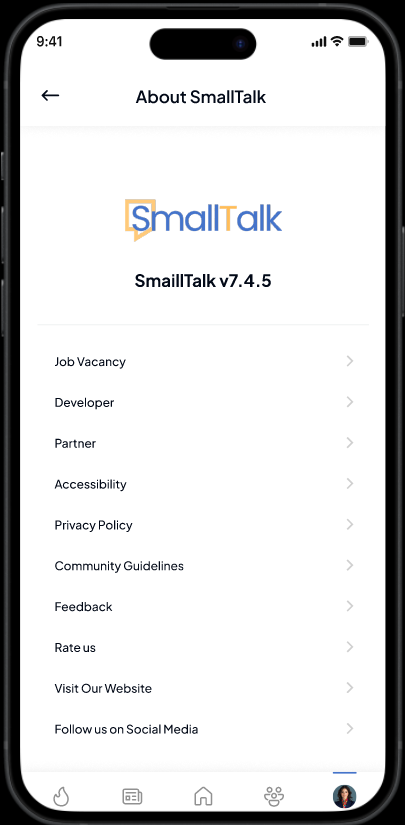 9:41
About SmallTalk
SmallTalk
SmaillTalk v7.4.5
Job Vacancy
Developer
Partner
Accessibility
Privacy Policy
Community Guidelines
Feedback
Rate us
Visit Our Website
Follow us on Social Media